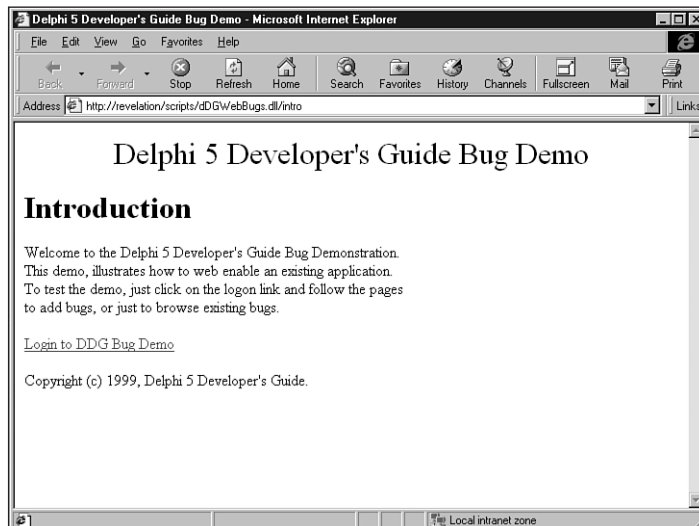 Delphi 5 Developer's Guide Bug Demo - Microsoft Internet Explorer
File Edit View Go Favorites Help
Back Forward Stop Refresh Home Search Favorites History Channels Fullscreen Mail Print
Address http://revelation/scripts/dDGWebBugs.dll/intro Links
Delphi 5 Developer's Guide Bug Demo
Introduction
Welcome to the Delphi 5 Developer's Guide Bug Demonstration.
This demo, illustrates how to web enable an existing application.
To test the demo, just click on the logon link and follow the pages
to add bugs, or just to browse existing bugs.
Login to DDG Bug Demo
Copyright (c) 1999, Delphi 5 Developer's Guide.
Local intranet zone